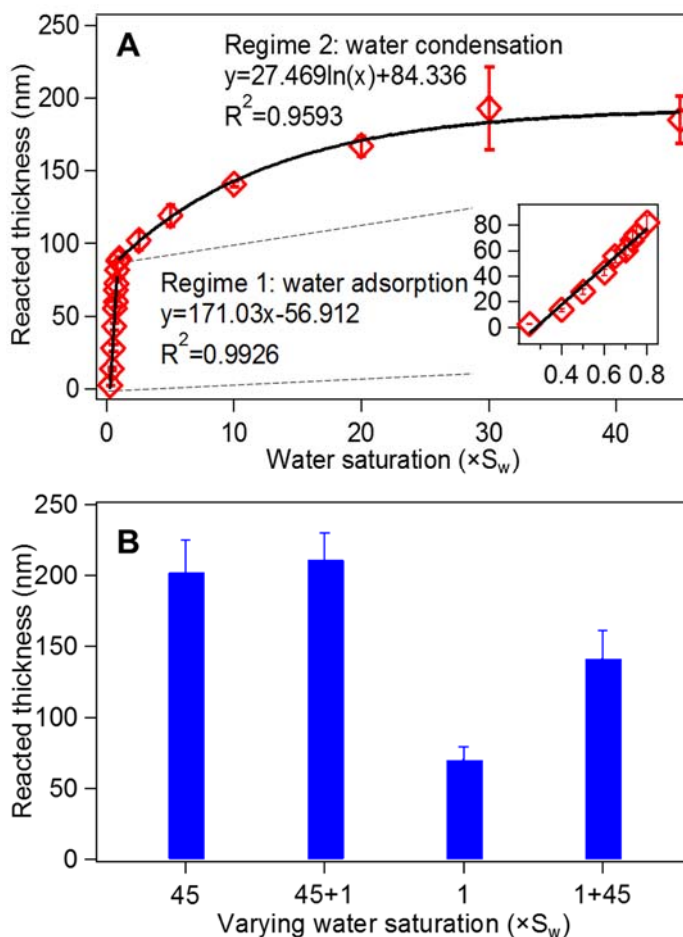 250
200
150
100
50
0
Reacted thickness (nm)
A
Regime 2: water condensation
y=27.469ln(x)+84.336
R²=0.9593
Regime 1: water adsorption
y=171.03x-56.912
R²=0.9926
80
60
40
20
0
0.4 0.6 0.8
0 10 20 30 40
Water saturation (×Sw)
250
200
150
100
50
0
Reacted thickness (nm)
B
45 45+1 1 1+45
Varying water saturation (×Sw)